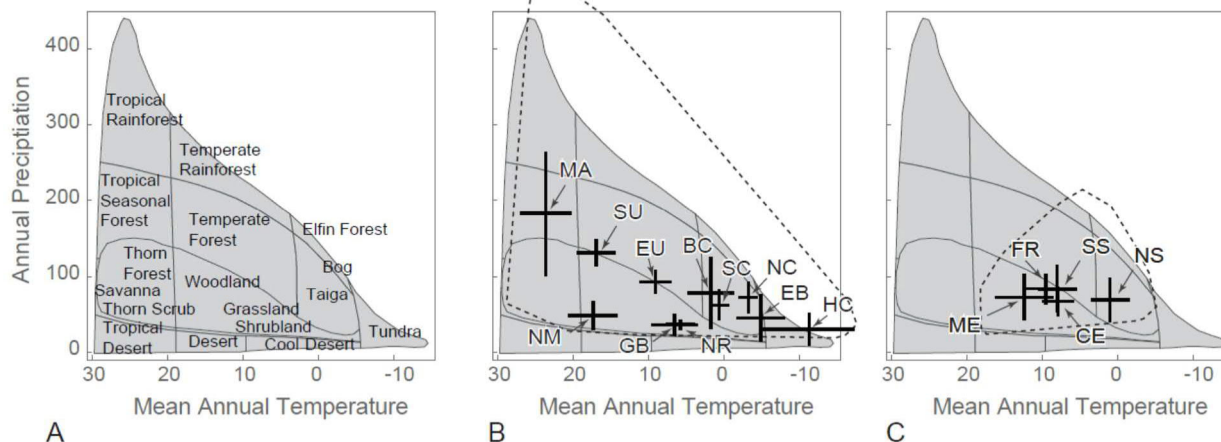 Annual Preciptiation
400
300
200
100
0
Tropical
Rainforest
Temperate
Rainforest
Tropical
Seasonal
Forest
Temperate
Forest
Elfin Forest
Thorn
Forest
Bog
Savanna
Woodland
Taiga
Thorn Scrub
Grassland
Shrubland
Tropical
Desert
Desert
Cool Desert
Tundra
30 20 10 0 -10
Mean Annual Temperature
A
MA
SU
EU
BC
SC
NC
EB
HC
NM
GB
NR
30 20 10 0 -10
Mean Annual Temperature
B
FR
SS
NS
ME
CE
30 20 10 0 -10
Mean Annual Temperature
C